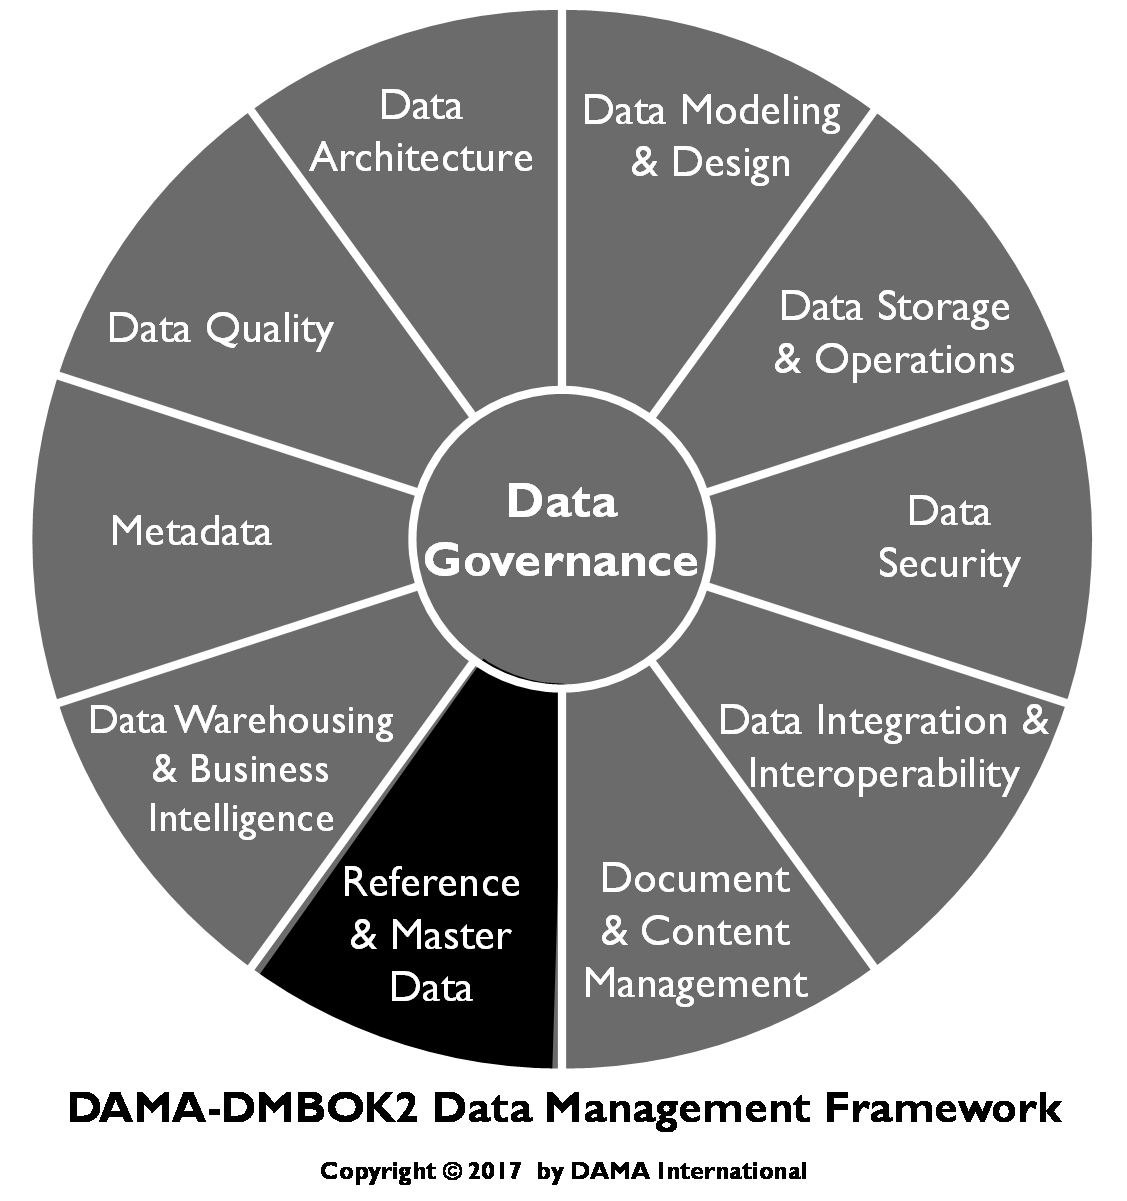 Data
Architecture
Data Modeling
& Design
Data Storage
& Operations
Data
Security
Data Integration &
Interoperability
Document
& Content
Management
Reference
& Master
Data
Data Warehousing
& Business
Intelligence
Metadata
Data Quality
Data
Governance
DAMA-DMBOK2 Data Management Framework
Copyright © 2017 by DAMA International